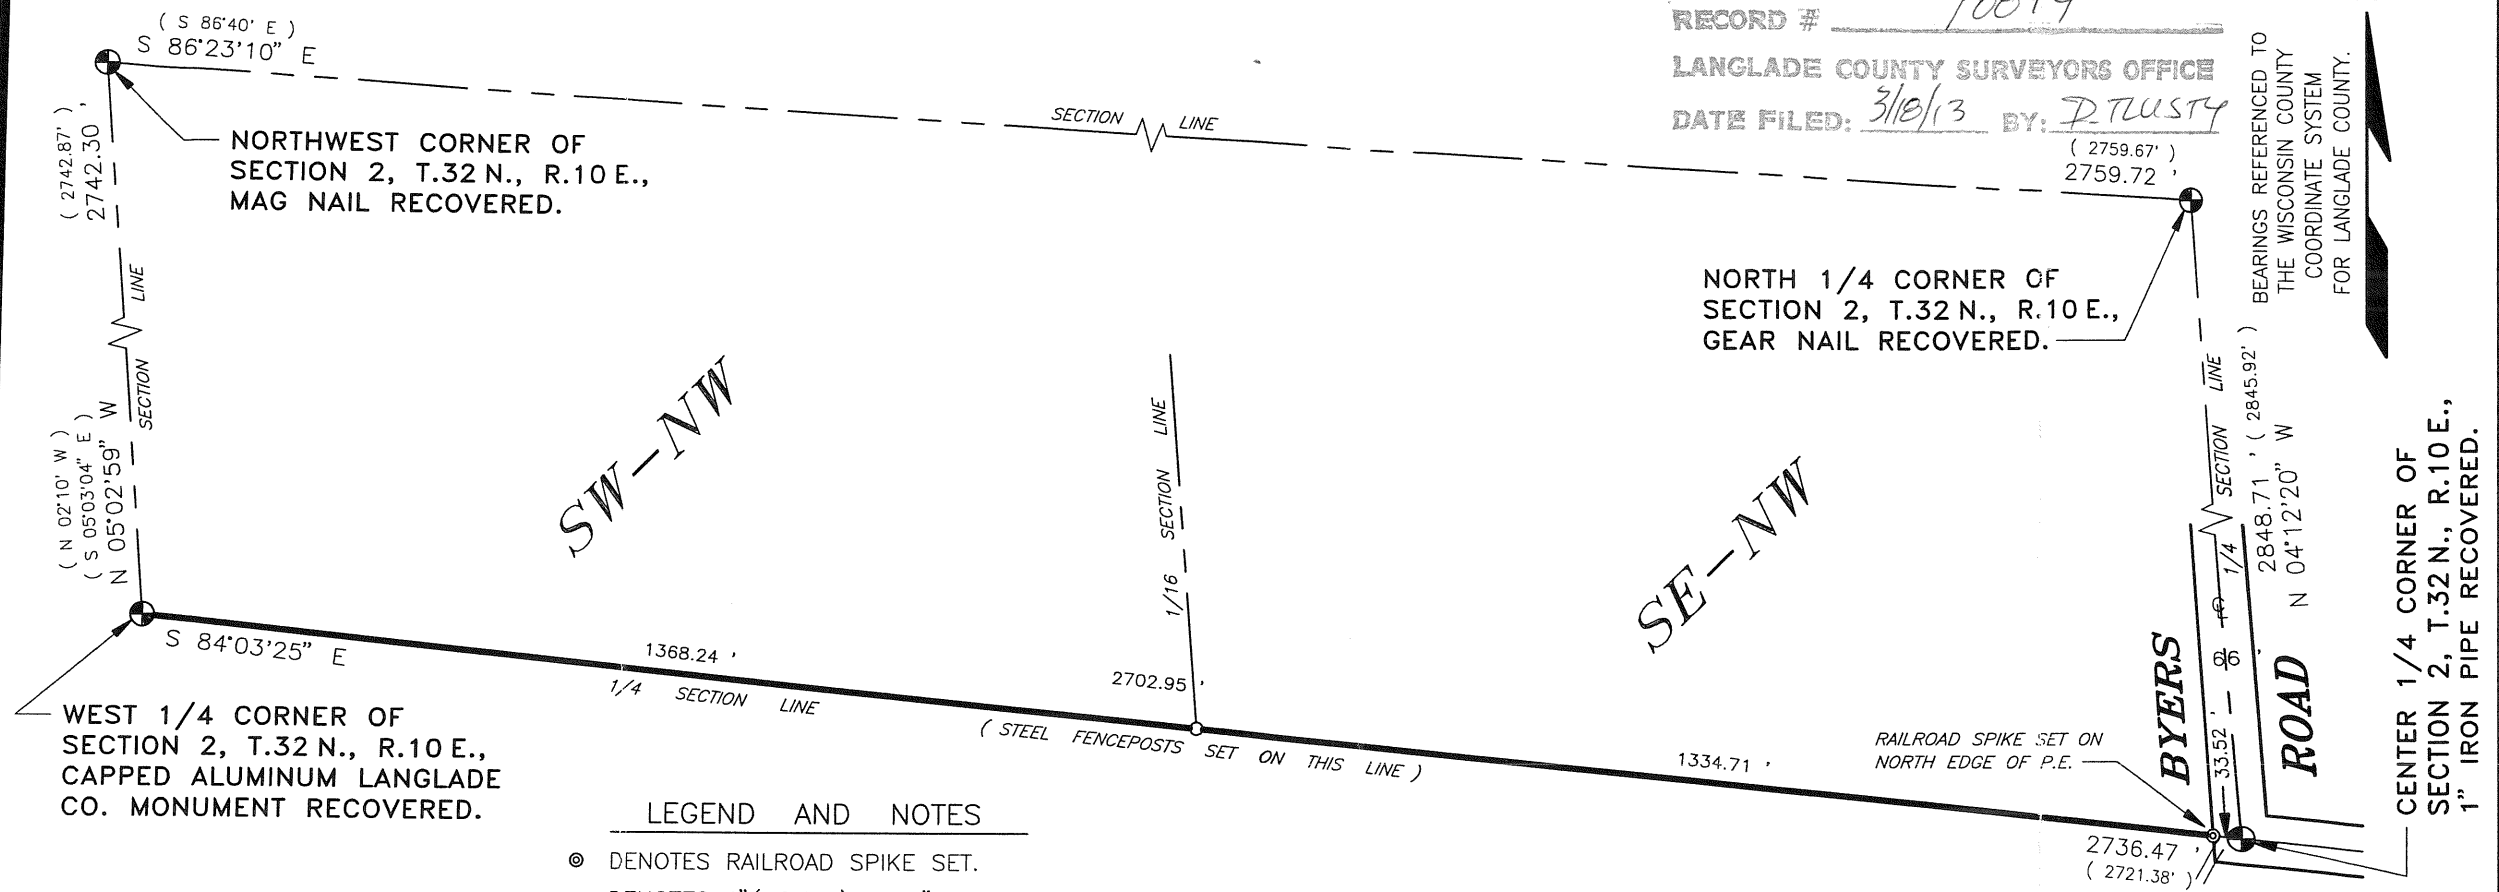 ( S 86°40' E )
S 86°23'10" E
RECORD #
LANGLADE COUNTY SURVEYORS OFFICE
DATE FILED: 3/18/13 BY: D TLUSTY
( 2759.67' )
2759.72 '
BEARINGS REFERENCED TO
THE WISCONSIN COUNTY
COORDINATE SYSTEM
FOR LANGLADE COUNTY.
SECTION LINE
NORTHWEST CORNER OF
SECTION 2, T.32 N., R.10 E.,
MAG NAIL RECOVERED.
( 2742.87' )
2742.30 '
SECTION LINE
( N 02°10' W )
( S 05°03'04" E )
N 05°02'59" W
NORTH 1/4 CORNER OF
SECTION 2, T.32 N., R.10 E.,
GEAR NAIL RECOVERED.
SW-NW
1/16 SECTION LINE
SE-NW
1/4 SECTION LINE
2848.71 ' ( 2845.92' )
N 04°12'20" W
CENTER 1/4 CORNER OF
SECTION 2, T.32 N., R.10 E.,
1" IRON PIPE RECOVERED.
S 84°03'25" E
1368.24 '
1/4 SECTION LINE
2702.95 '
( STEEL FENCEPOSTS SET ON THIS LINE )
1334.71 '
WEST 1/4 CORNER OF
SECTION 2, T.32 N., R.10 E.,
CAPPED ALUMINUM LANGLADE
CO. MONUMENT RECOVERED.
RAILROAD SPIKE SET ON
NORTH EDGE OF P.E.
BYERS
ROAD
66 '
33.52 '
2736.47 '
( 2721.38' )
LEGEND AND NOTES
DENOTES RAILROAD SPIKE SET.